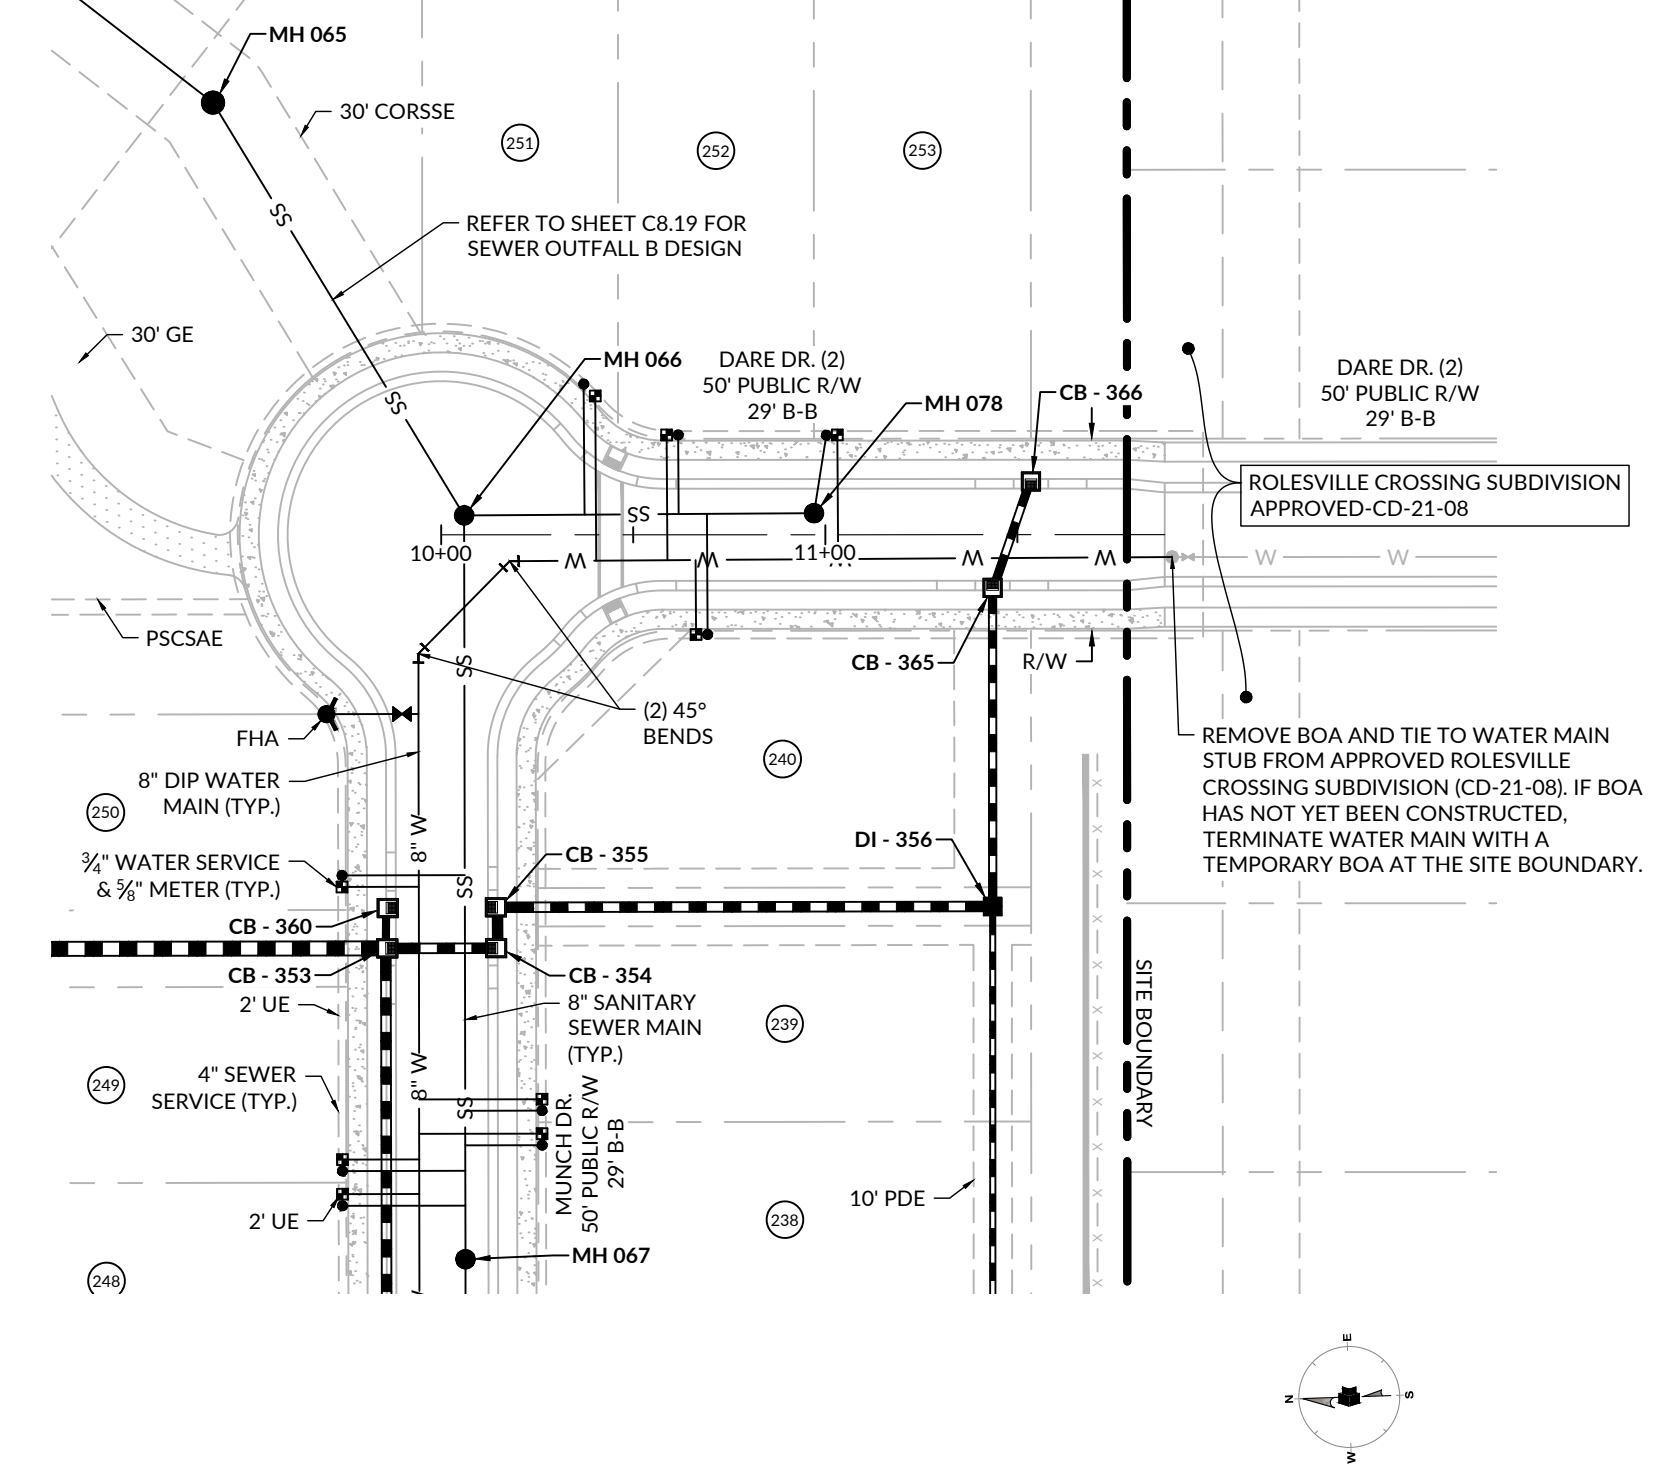 MH 065
30' CORSSE
251
252
253
SS
REFER TO SHEET C8.19 FOR
SEWER OUTFALL B DESIGN
30' GE
MH 066
DARE DR. (2)
50' PUBLIC R/W
29' B-B
MH 078
CB - 366
DARE DR. (2)
50' PUBLIC R/W
29' B-B
SS
ROLESVILLE CROSSING SUBDIVISION
APPROVED-CD-21-08
SS
10+00
11+00
W
W
W
W
W
W
PSCSAE
SS
CB - 365
R/W
(2) 45°
BENDS
FHA
8" DIP WATER
MAIN (TYP.)
240
REMOVE BOA AND TIE TO WATER MAIN
STUB FROM APPROVED ROLESVILLE
CROSSING SUBDIVISION (CD-21-08). IF BOA
HAS NOT YET BEEN CONSTRUCTED,
TERMINATE WATER MAIN WITH A
TEMPORARY BOA AT THE SITE BOUNDARY.
250
8" W
DI - 356
CB - 355
¾" WATER SERVICE
& ⅝" METER (TYP.)
SS
CB - 360
CB - 353
CB - 354
2' UE
8" SANITARY
SEWER MAIN
(TYP.)
239
SITE BOUNDARY
249
4" SEWER
SERVICE (TYP.)
8" W
SS
MUNCH DR.
50' PUBLIC R/W
29' B-B
10' PDE
2' UE
238
MH 067
248
E
N
S
W